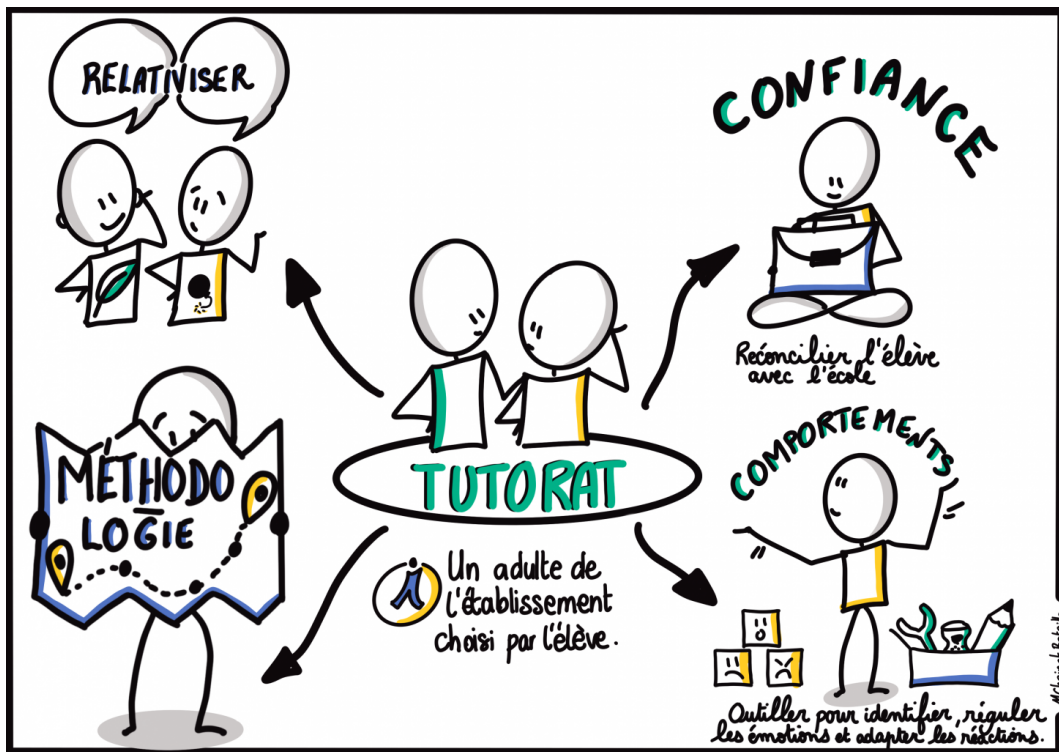 RELATIVISER
CONFIANCE
Réconcilier l'élève
avec l'école
MÉTHODO
LOGIE
TUTORAT
Un adulte de
l'établissement
choisi par l'élève.
COMPORTEMENTS
Outiller pour identifier, réguler
les émotions et adapter les réactions.